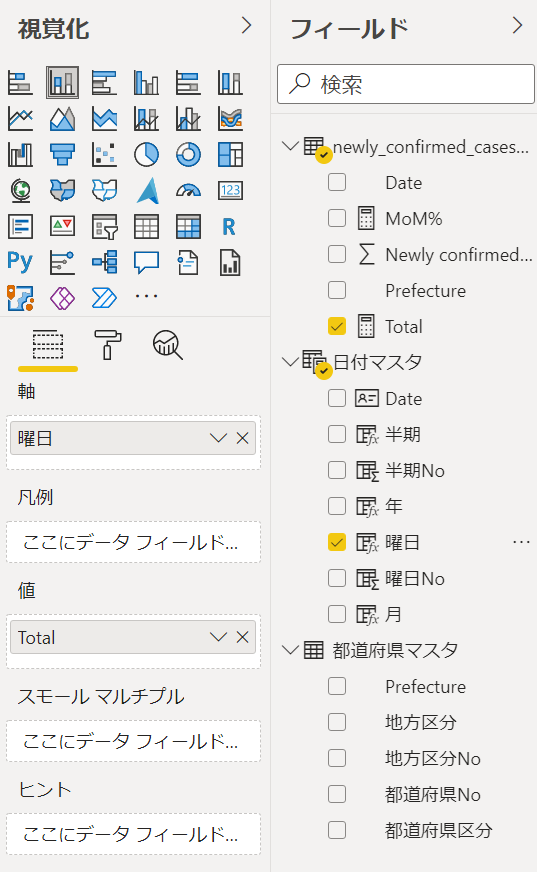 視覚化
123
R
Py
軸
曜日
凡例
ここにデータ フィールド...
値
Total
スモール マルチプル
ここにデータ フィールド...
ヒント
ここにデータ フィールド...
フィールド
検索
newly_confirmed_cases...
Date
MoM%
Newly confirmed...
Prefecture
Total
日付マスタ
Date
半期
半期No
年
曜日
曜日No
月
都道府県マスタ
Prefecture
地方区分
地方区分No
都道府県No
都道府県区分